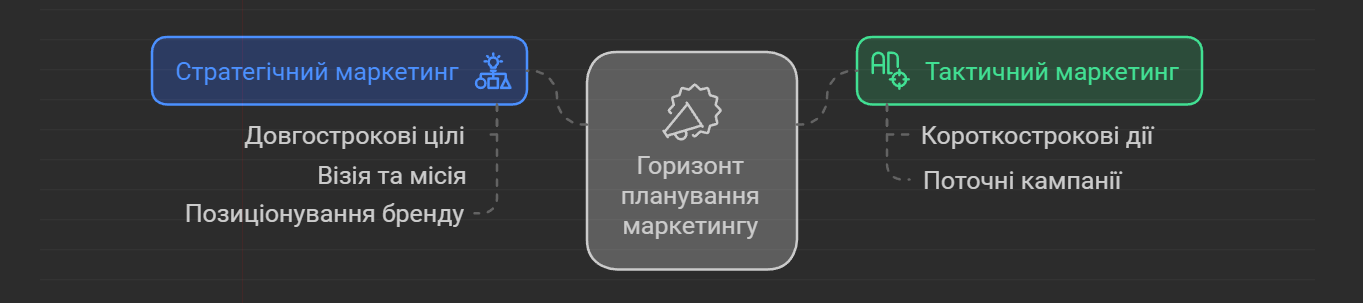 Стратегічний маркетинг
Довгострокові цілі
Візія та місія
Позиціонування бренду
Горизонт
планування
маркетингу
AD
Тактичний маркетинг
Короткострокові дії
Поточні кампанії